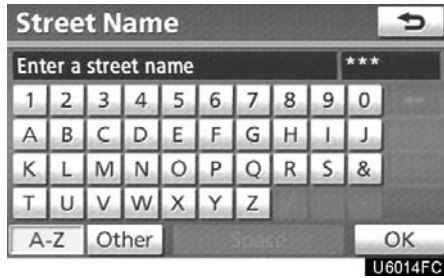 Street Name
Enter a street name ***
1 2 3 4 5 6 7 8 9 0
A B C D E F G H I J
K L M N O P Q R S &
T U V W X Y Z
A-Z Other Space OK
U6014FC